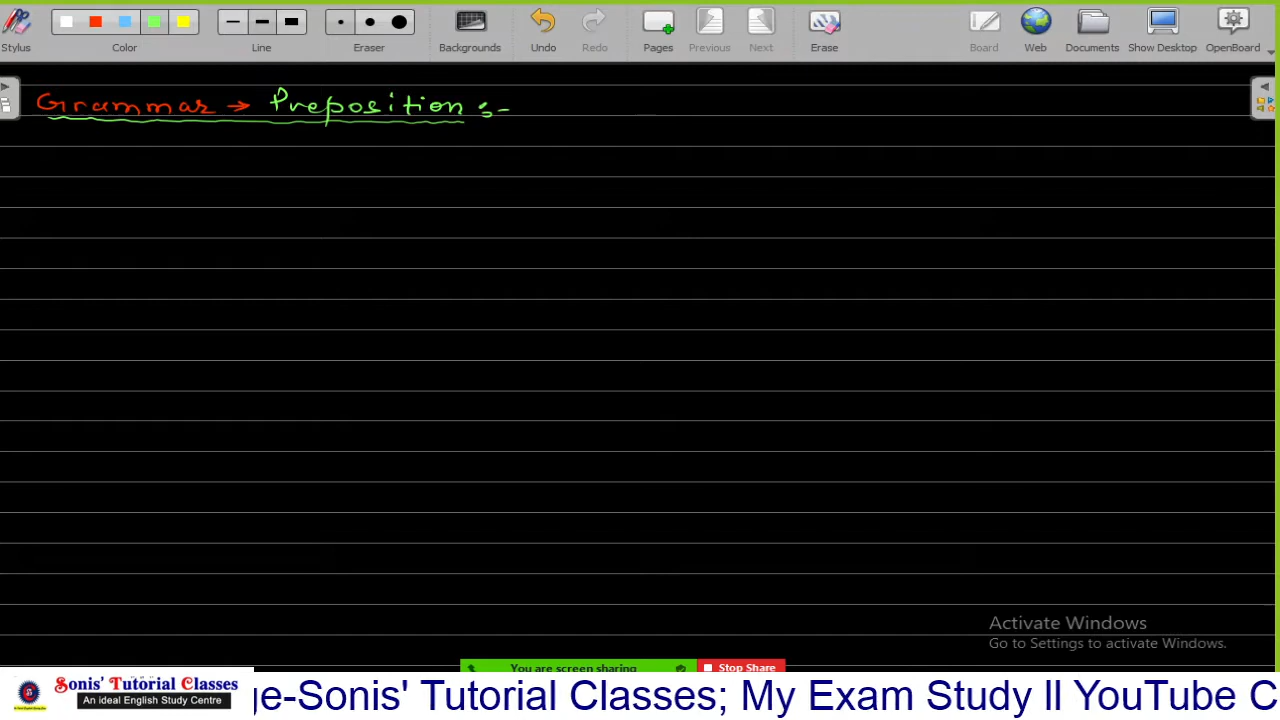 Stylus Color Line Eraser Backgrounds Undo Redo Pages Previous Next Erase Board Web Documents Show Desktop OpenBoard
Grammar → Preposition :-
Activate Windows
Go to Settings to activate Windows.
You are screen sharing Stop Share
Sonis' Tutorial Classes
An ideal English Study Centre
ge-Sonis' Tutorial Classes; My Exam Study ll YouTube C